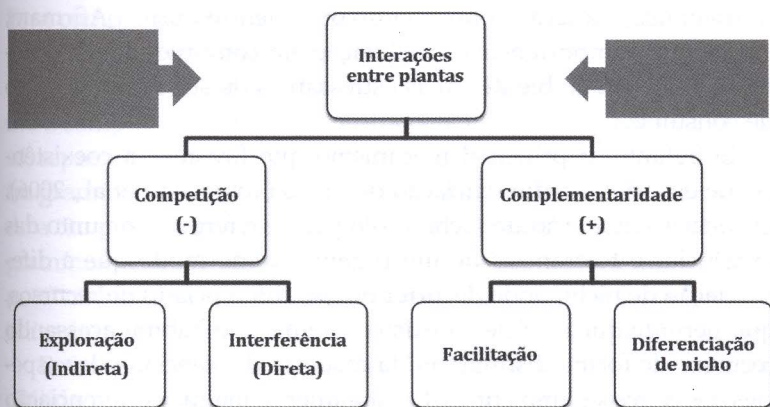 Interações
entre plantas
Competição
(-)
Complementaridade
(+)
Exploração
(Indireta)
Interferência
(Direta)
Facilitação
Diferenciação
de nicho